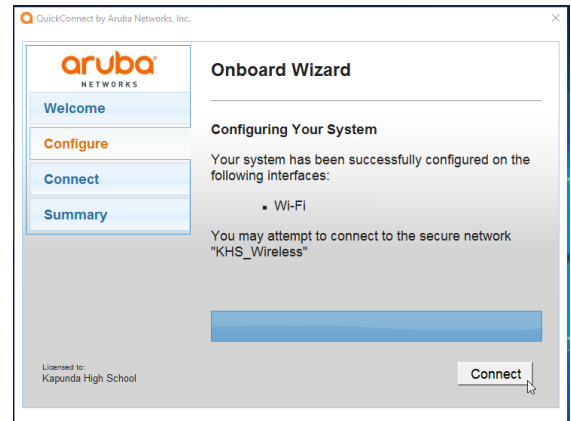 QuickConnect by Aruba Networks, Inc.
aruba
NETWORKS
Welcome
Configure
Connect
Summary
Onboard Wizard
Configuring Your System
Your system has been successfully configured on the
following interfaces:
▪ Wi-Fi
You may attempt to connect to the secure network
"KHS_Wireless"
Licensed to:
Kapunda High School
Connect